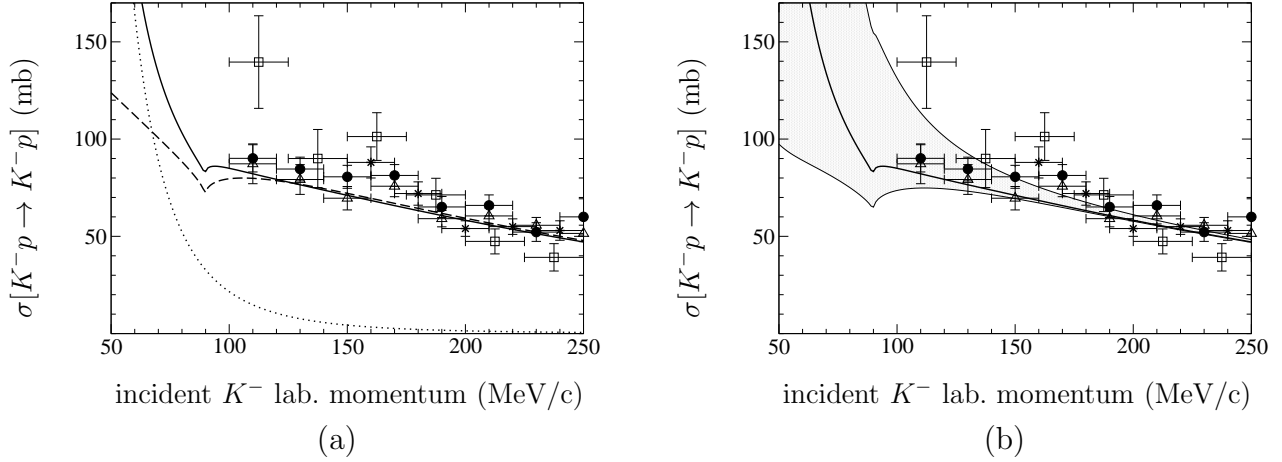 σ[K⁻p → K⁻p] (mb)
150
100
50
50 100 150 200 250
incident K⁻ lab. momentum (MeV/c)
(a)
σ[K⁻p → K⁻p] (mb)
150
100
50
50 100 150 200 250
incident K⁻ lab. momentum (MeV/c)
(b)